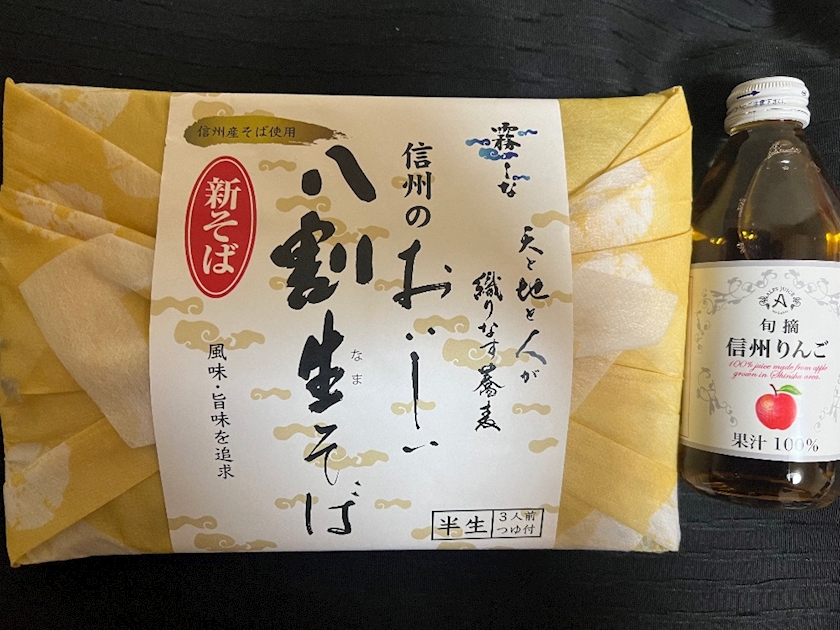 霧しな
天と地と人が
織りなす蕎麦
信州のおいしい
八割生そば
なま
信州産そば使用
新そば
風味・旨味を追求
半生
3人前
つゆ付
ALPS JUICE
A
旬摘
信州りんご
100% juice made from apple
grown in Shinshu area.
果汁 100%